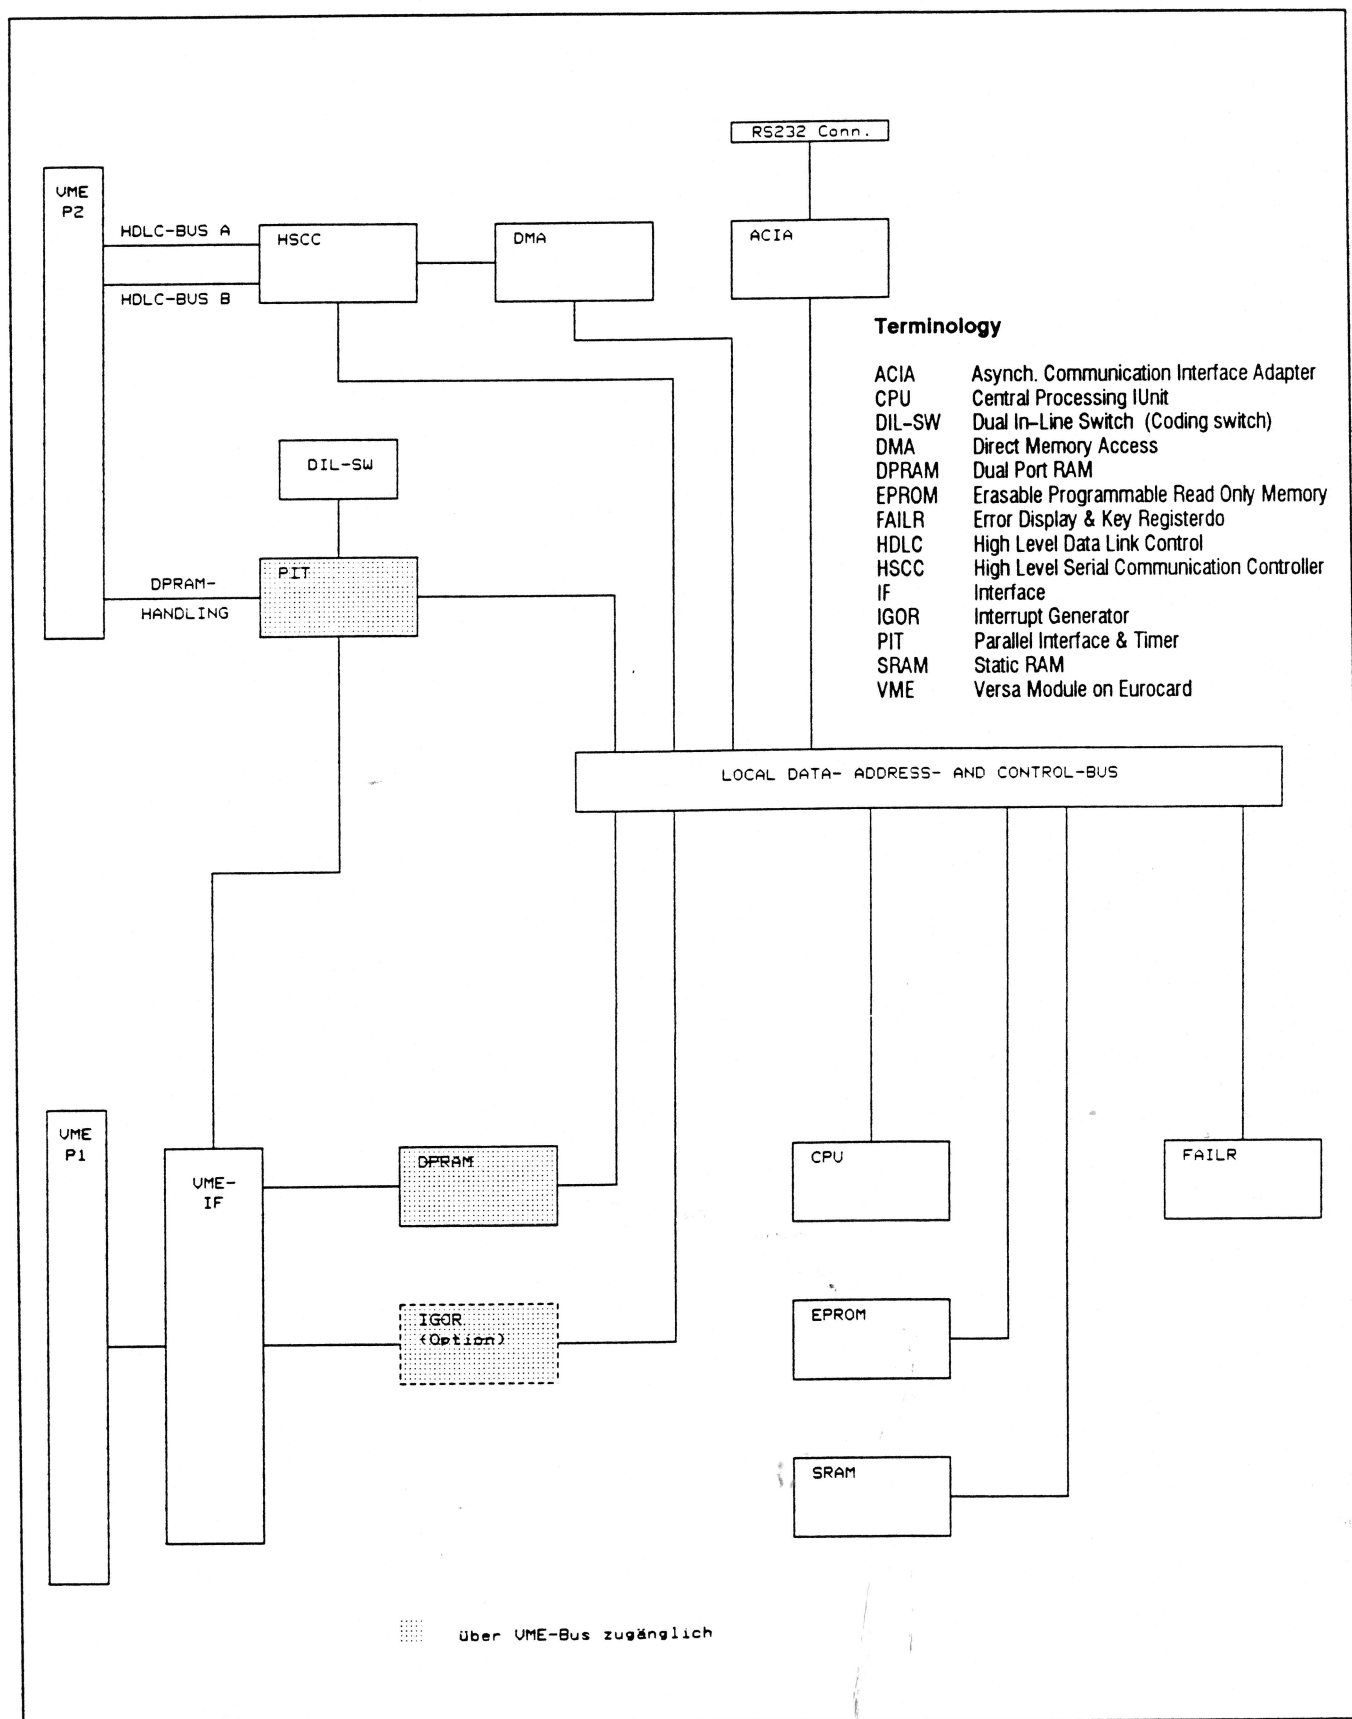 RS232 Conn.
VME
P2
HDLC-BUS A
HDLC-BUS B
HSCC
DMA
ACIA
Terminology
ACIA Asynch. Communication Interface Adapter
CPU Central Processing IUnit
DIL-SW Dual In-Line Switch (Coding switch)
DMA Direct Memory Access
DPRAM Dual Port RAM
EPROM Erasable Programmable Read Only Memory
FAILR Error Display & Key Registerdo
HDLC High Level Data Link Control
HSCC High Level Serial Communication Controller
IF Interface
IGOR Interrupt Generator
PIT Parallel Interface & Timer
SRAM Static RAM
VME Versa Module on Eurocard
DIL-SW
PIT
DPRAM-
HANDLING
LOCAL DATA- ADDRESS- AND CONTROL-BUS
VME
P1
VME-
IF
DPRAM
CPU
FAILR
IGOR
(Option)
EPROM
SRAM
über VME-Bus zugänglich